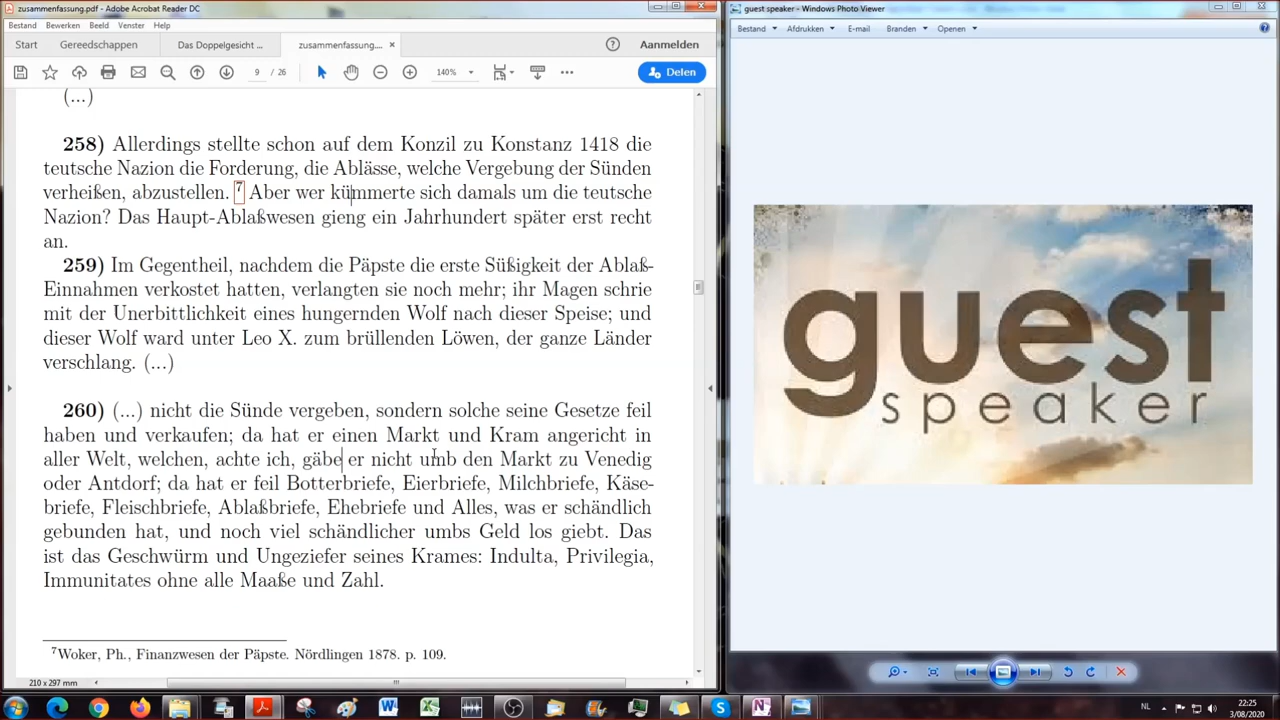 zusammenfassung.pdf - Adobe Acrobat Reader DC
Bestand Bewerken Beeld Venster Help
Start Gereedschappen Das Doppelgesicht ... zusammenfassung.... × Anmelden
9 / 26 140% Delen
(...)
258) Allerdings stellte schon auf dem Konzil zu Konstanz 1418 die
teutsche Nazion die Forderung, die Ablässe, welche Vergebung der Sünden
verheißen, abzustellen. 7 Aber wer kümmerte sich damals um die teutsche
Nazion? Das Haupt-Ablaßwesen gieng ein Jahrhundert später erst recht
an.
259) Im Gegentheil, nachdem die Päpste die erste Süßigkeit der Ablaß-
Einnahmen verkostet hatten, verlangten sie noch mehr; ihr Magen schrie
mit der Unerbittlichkeit eines hungernden Wolf nach dieser Speise; und
dieser Wolf ward unter Leo X. zum brüllenden Löwen, der ganze Länder
verschlang. (...)
260) (...) nicht die Sünde vergeben, sondern solche seine Gesetze feil
haben und verkaufen; da hat er einen Markt und Kram angericht in
aller Welt, welchen, achte ich, gäbe er nicht umb den Markt zu Venedig
oder Antdorf; da hat er feil Botterbriefe, Eierbriefe, Milchbriefe, Käse-
briefe, Fleischbriefe, Ablaßbriefe, Ehebriefe und Alles, was er schändlich
gebunden hat, und noch viel schändlicher umbs Geld los giebt. Das
ist das Geschwürm und Ungeziefer seines Krames: Indulta, Privilegia,
Immunitates ohne alle Maaße und Zahl.
7Woker, Ph., Finanzwesen der Päpste. Nördlingen 1878. p. 109.
210 x 297 mm
guest speaker - Windows Photo Viewer
Bestand Afdrukken E-mail Branden Openen
guest
speaker
NL 22:25
3/08/2020